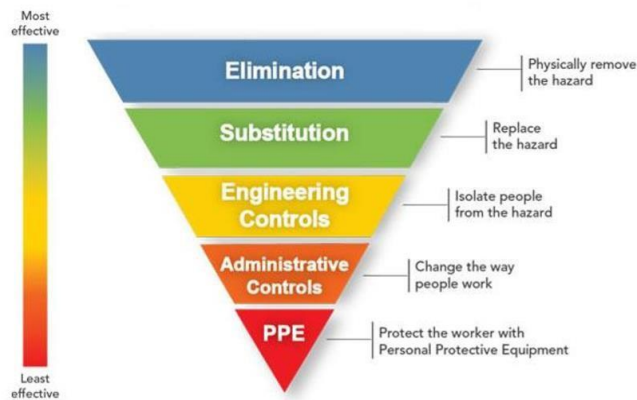 Most
effective
Elimination
Physically remove
the hazard
Substitution
Replace
the hazard
Engineering
Controls
Isolate people
from the hazard
Administrative
Controls
Change the way
people work
PPE
Protect the worker with
Personal Protective Equipment
Least
effective